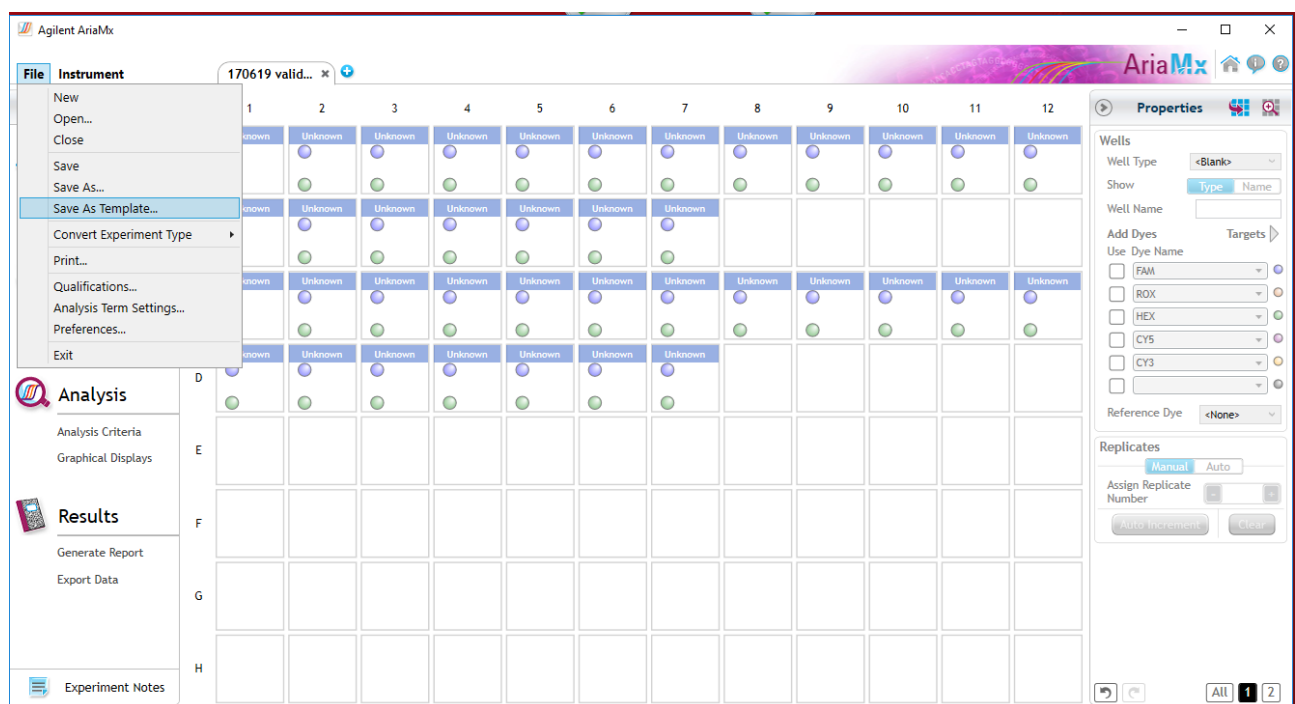 Agilent AriaMx
File Instrument 170619 valid... AriaMx
New
Open...
Close
Save
Save As...
Save As Template...
Convert Experiment Type
Print...
Qualifications...
Analysis Term Settings...
Preferences...
Exit
Analysis
Analysis Criteria
Graphical Displays
Results
Generate Report
Export Data
Experiment Notes
1 2 3 4 5 6 7 8 9 10 11 12
Unknown Unknown Unknown Unknown Unknown Unknown Unknown Unknown Unknown Unknown Unknown
Unknown Unknown Unknown Unknown Unknown Unknown
Unknown Unknown Unknown Unknown Unknown Unknown Unknown Unknown Unknown Unknown Unknown
D
Unknown Unknown Unknown Unknown Unknown Unknown
E
F
G
H
Properties
Wells
Well Type <Blank>
Show Type Name
Well Name
Add Dyes Targets
Use Dye Name
FAM
ROX
HEX
CY5
CY3
Reference Dye <None>
Replicates
Manual Auto
Assign Replicate
Number - +
Auto Increment Clear
All 1 2